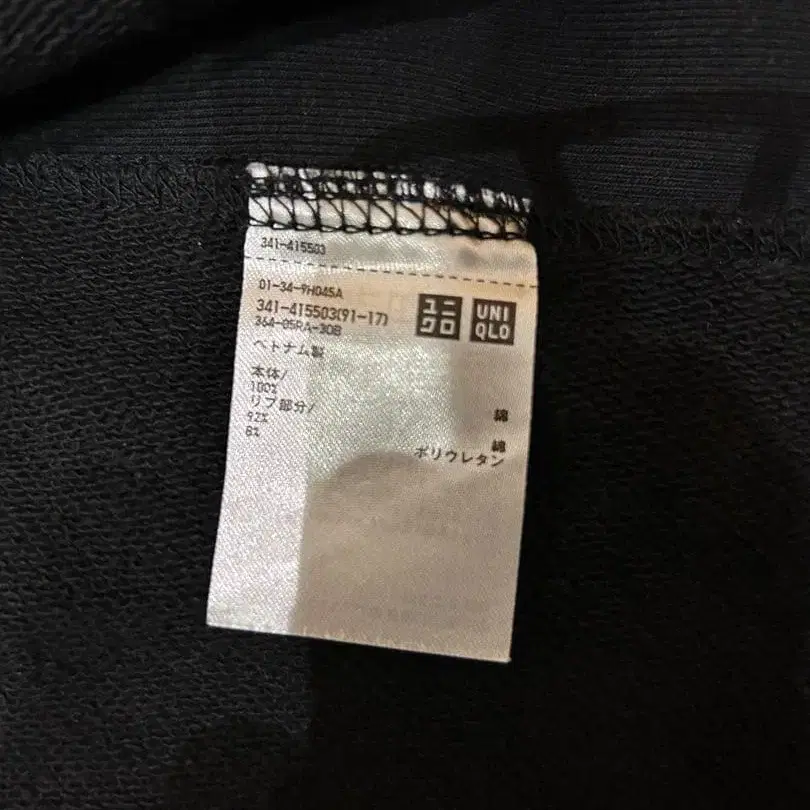 341-415503
01-34-9H045A
341-415503(91-17)
364-05RA-30B
ユニ
クロ
UNI
QLO
ベトナム製
本体/
100%
綿
リブ部分/
92%
綿
8%
ポリウレタン